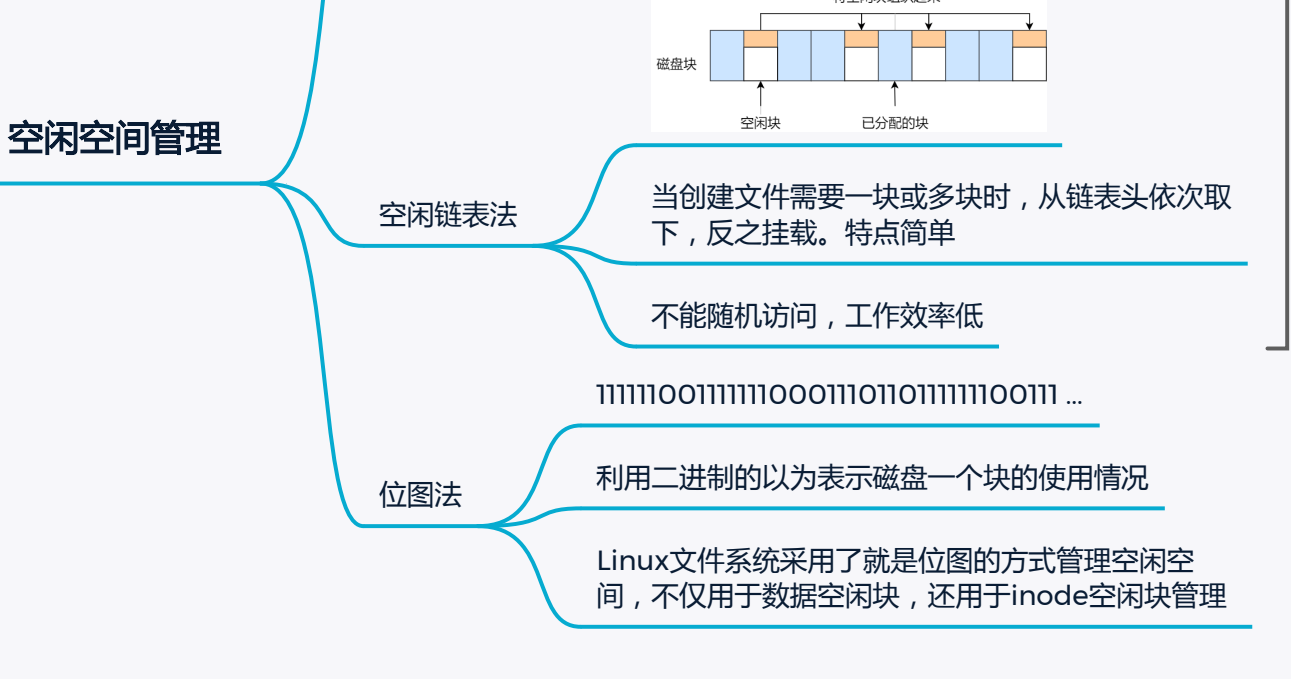 磁盘块
空闲块
已分配的块
空闲空间管理
空闲链表法
当创建文件需要一块或多块时，从链表头依次取
下，反之挂载。特点简单
不能随机访问，工作效率低
位图法
1111110011111110001110110111111100111 ...
利用二进制的以为表示磁盘一个块的使用情况
Linux文件系统采用了就是位图的方式管理空闲空
间，不仅用于数据空闲块，还用于inode空闲块管理